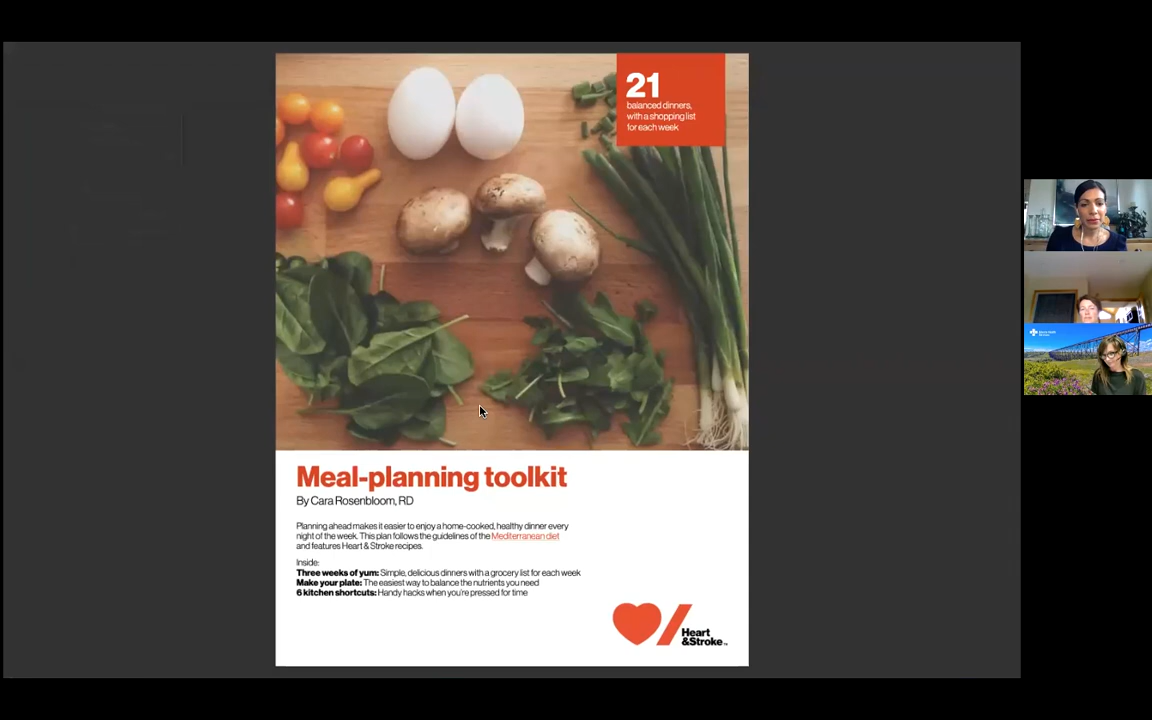 21
balanced dinners,
with a shopping list
for each week
Meal-planning toolkit
By Cara Rosenbloom, RD
Planning ahead makes it easier to enjoy a home-cooked, healthy dinner every
night of the week. This plan follows the guidelines of the Mediterranean diet
and features Heart & Stroke recipes.
Inside:
Three weeks of yum: Simple, delicious dinners with a grocery list for each week
Make your plate: The easiest way to balance the nutrients you need
6 kitchen shortcuts: Handy hacks when you're pressed for time
Heart
&Stroke™